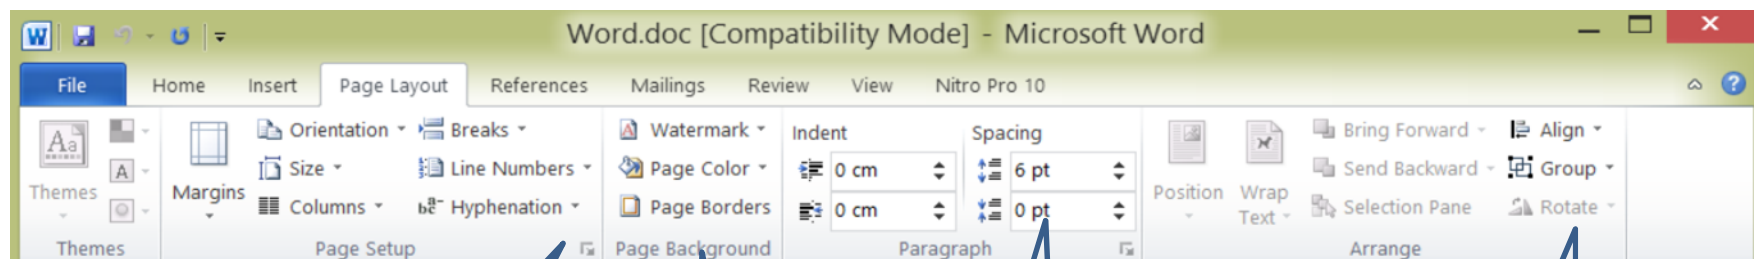 Word.doc [Compatibility Mode] - Microsoft Word
File Home Insert Page Layout References Mailings Review View Nitro Pro 10
Orientation Breaks Watermark Indent Spacing Bring Forward Align
Size Line Numbers Page Color 0 cm 6 pt Send Backward Group
Themes Margins Columns Hyphenation Page Borders 0 cm 0 pt Position Wrap Text Selection Pane Rotate
Themes Page Setup Page Background Paragraph Arrange